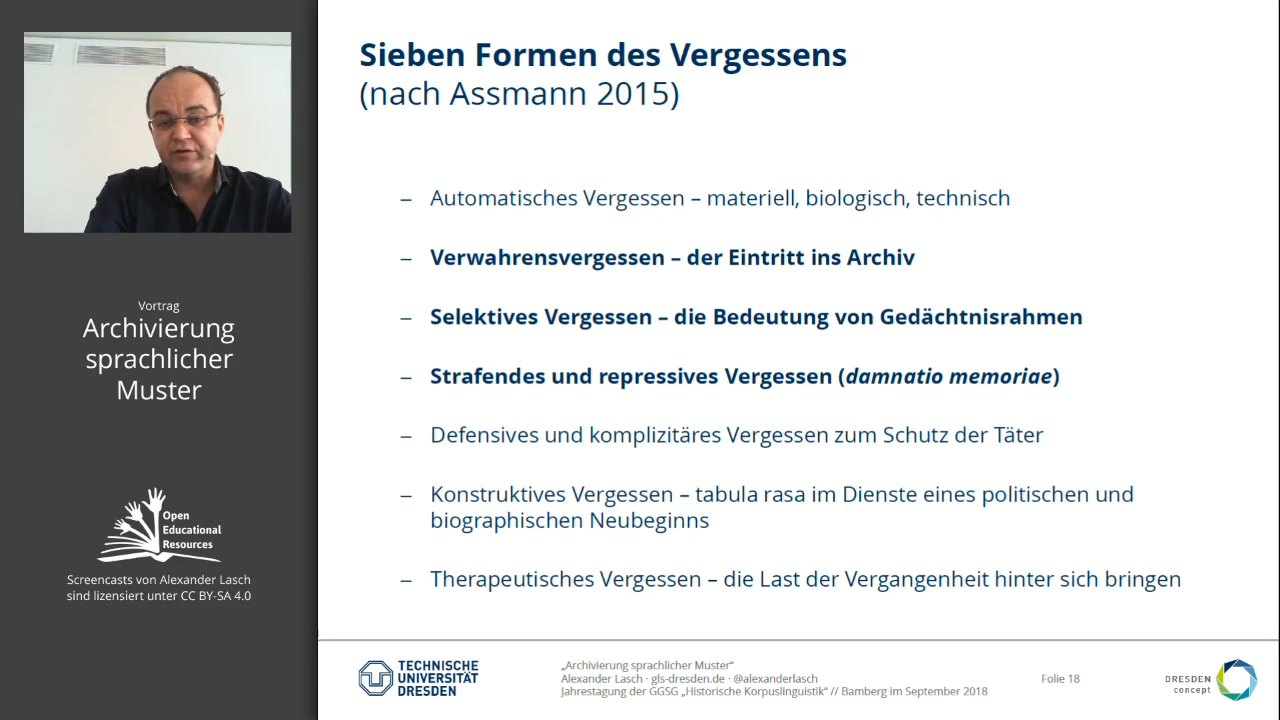 Sieben Formen des Vergessens
(nach Assmann 2015)
– Automatisches Vergessen – materiell, biologisch, technisch
– Verwahrensvergessen – der Eintritt ins Archiv
– Selektives Vergessen – die Bedeutung von Gedächtnisrahmen
– Strafendes und repressives Vergessen (damnatio memoriae)
– Defensives und komplizitäres Vergessen zum Schutz der Täter
– Konstruktives Vergessen – tabula rasa im Dienste eines politischen und
biographischen Neubeginns
– Therapeutisches Vergessen – die Last der Vergangenheit hinter sich bringen
Vortrag
Archivierung
sprachlicher
Muster
Open
Educational
Resources
Screencasts von Alexander Lasch
sind lizensiert unter CC BY-SA 4.0
TECHNISCHE
UNIVERSITÄT
DRESDEN
„Archivierung sprachlicher Muster“
Alexander Lasch · gls-dresden.de · @alexanderlasch
Jahrestagung der GGSG „Historische Korpuslinguistik“ // Bamberg im September 2018
Folie 18
DRESDEN
concept